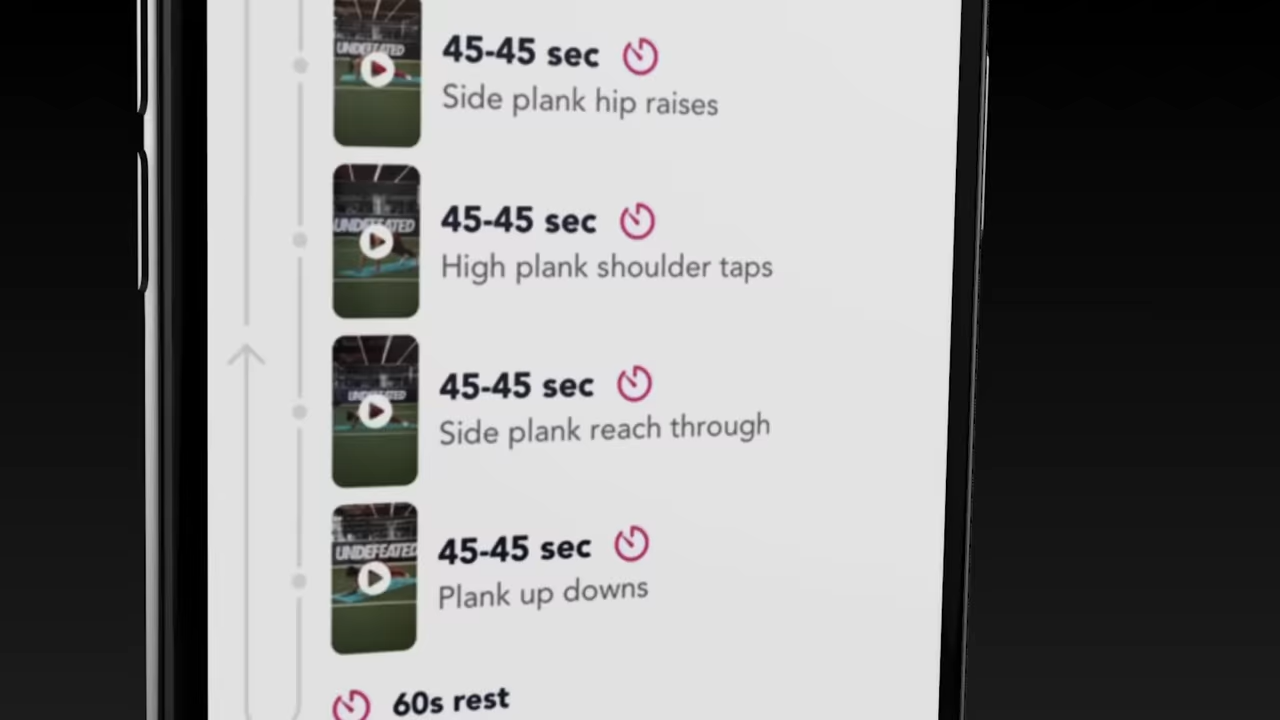 UNDEFEATED
45-45 sec
Side plank hip raises
UNDEFEATED
45-45 sec
High plank shoulder taps
UNDEFEATED
45-45 sec
Side plank reach through
UNDEFEATED
45-45 sec
Plank up downs
60s rest